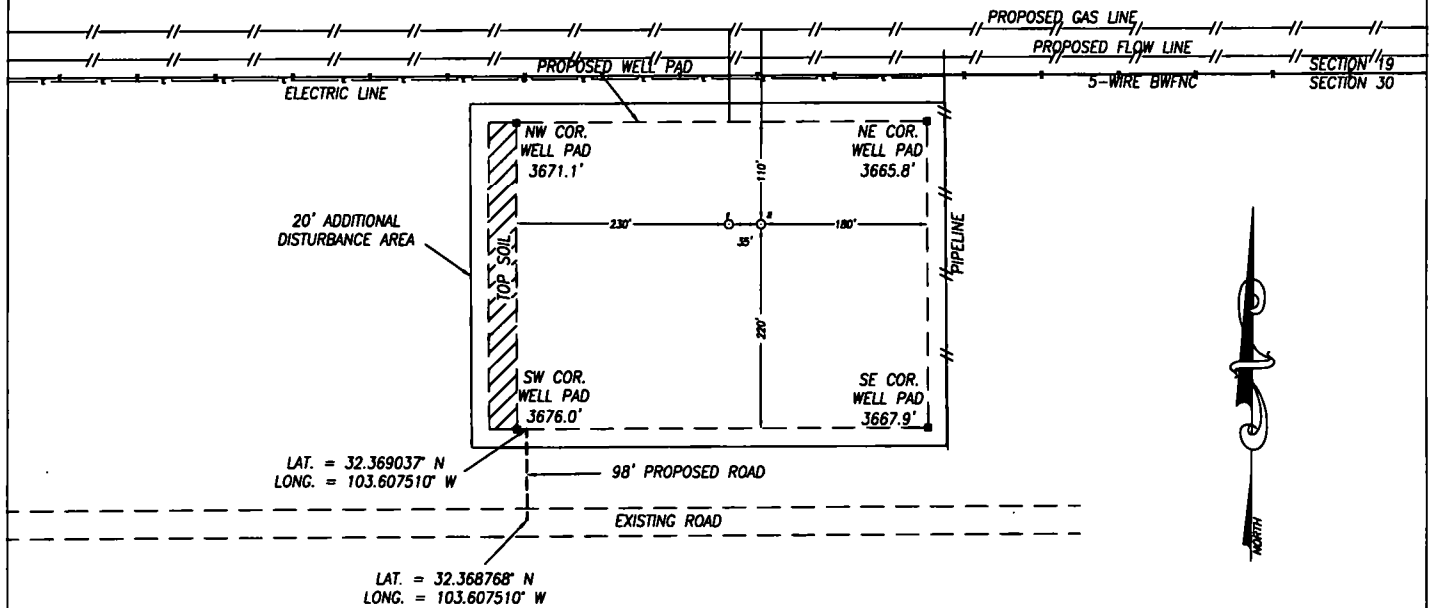 PROPOSED GAS LINE
PROPOSED FLOW LINE
PROPOSED WELL PAD
SECTION 19
ELECTRIC LINE
5-WIRE BWFNC
SECTION 30
NW COR.
WELL PAD
3671.1'
NE COR.
WELL PAD
3665.8'
110'
20' ADDITIONAL
DISTURBANCE AREA
TOP SOIL
230'
35'
180'
PIPELINE
220'
SW COR.
WELL PAD
3676.0'
SE COR.
WELL PAD
3667.9'
LAT. = 32.369037° N
LONG. = 103.607510° W
98' PROPOSED ROAD
EXISTING ROAD
LAT. = 32.368768° N
LONG. = 103.607510° W
NORTH